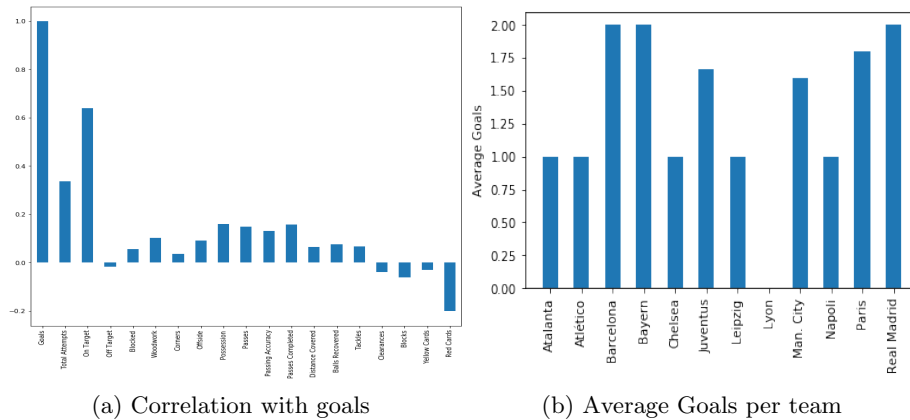 1.0
0.8
0.6
0.4
0.2
0.0
−0.2
Goals
Total Attempts
On Target
Off Target
Blocked
Woodwork
Corners
Offside
Possession
Passes
Passing Accuracy
Passes Completed
Distance Covered
Balls Recovered
Tackles
Clearances
Blocks
Yellow Cards
Red Cards
(a) Correlation with goals
Average Goals
2.00
1.75
1.50
1.25
1.00
0.75
0.50
0.25
0.00
Atalanta
Atlético
Barcelona
Bayern
Chelsea
Juventus
Leipzig
Lyon
Man. City
Napoli
Paris
Real Madrid
(b) Average Goals per team